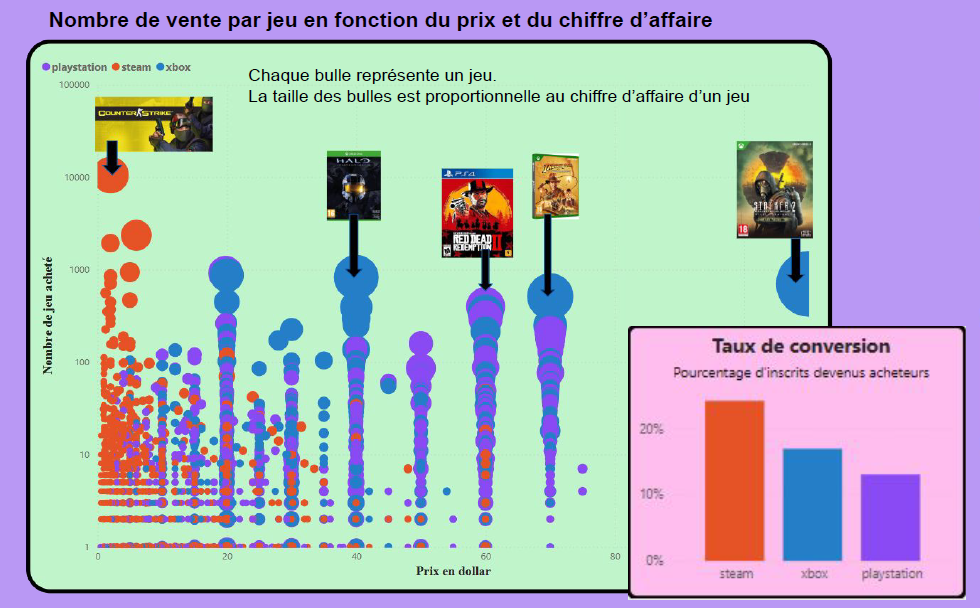 Nombre de vente par jeu en fonction du prix et du chiffre d'affaire
playstation steam xbox
Chaque bulle représente un jeu.
La taille des bulles est proportionnelle au chiffre d'affaire d'un jeu
100000
COUNTER STRIKE
10000
HALO
PS4
RED DEAD
REDEMPTION II
S.T.A.L.K.E.R. 2
18
1000
100
10
1
Nombre de jeu acheté
0 20 40 60 80
Prix en dollar
Taux de conversion
Pourcentage d'inscrits devenus acheteurs
20%
10%
0%
steam xbox playstation